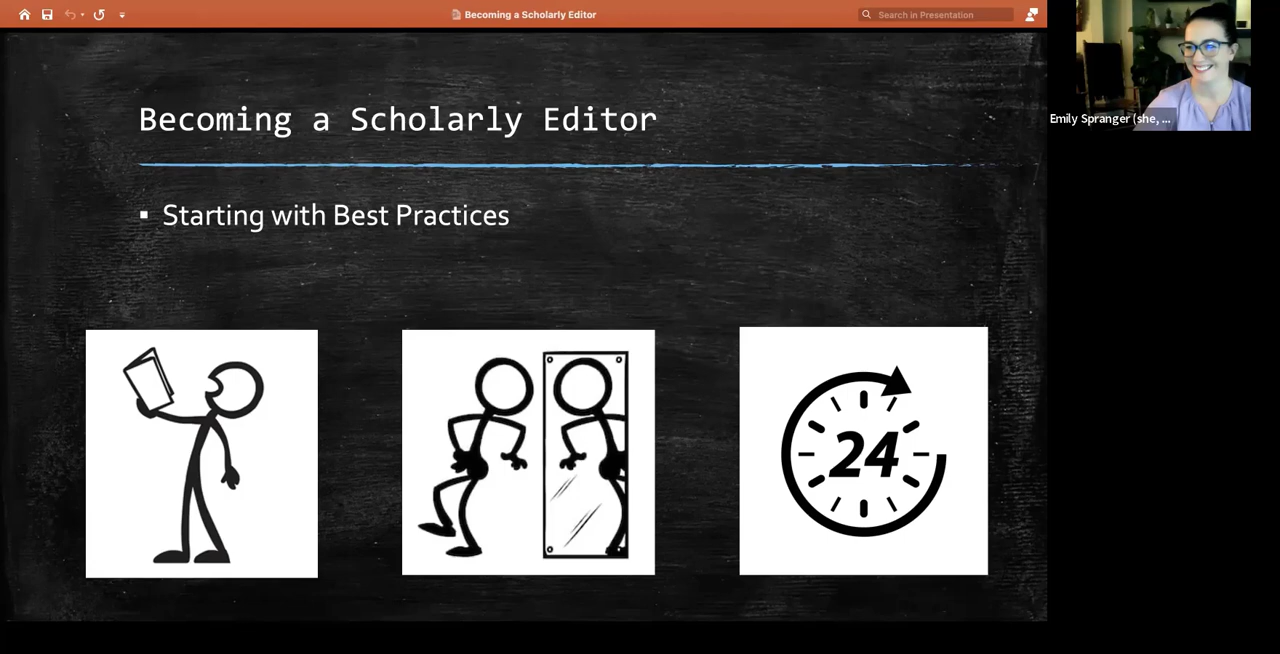 Becoming a Scholarly Editor
Search in Presentation
Emily Spranger (she, ...
Becoming a Scholarly Editor
Starting with Best Practices
24